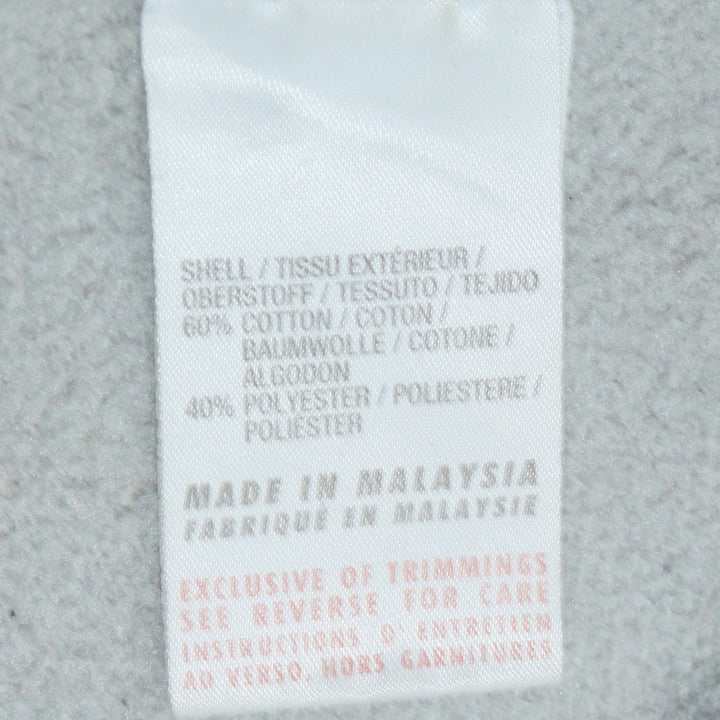 SHELL / TISSU EXTÉRIEUR /
OBERSTOFF / TESSUTO / TEJIDO
60% COTTON / COTON /
BAUMWOLLE / COTONE /
ALGODON
40% POLYESTER / POLIESTERE /
POLIÉSTER
MADE IN MALAYSIA
FABRIQUE EN MALAYSIE
EXCLUSIVE OF TRIMMINGS
SEE REVERSE FOR CARE
INSTRUCTIONS D' ENTRETIEN
AU VERSO, HORS GARNITURES